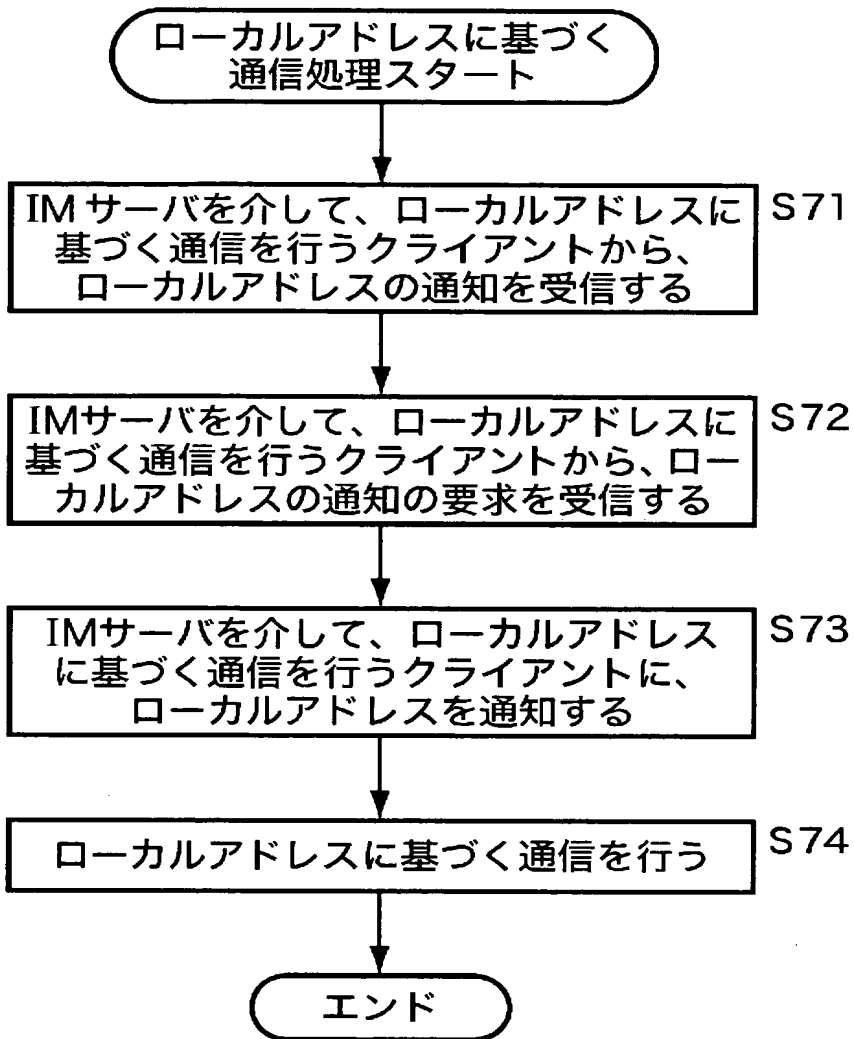 ローカルアドレスに基づく
通信処理スタート
IMサーバを介して、ローカルアドレスに
基づく通信を行うクライアントから、
ローカルアドレスの通知を受信する
S71
IMサーバを介して、ローカルアドレスに
基づく通信を行うクライアントから、ロー
カルアドレスの通知の要求を受信する
S72
IMサーバを介して、ローカルアドレス
に基づく通信を行うクライアントに、
ローカルアドレスを通知する
S73
ローカルアドレスに基づく通信を行う
S74
エンド